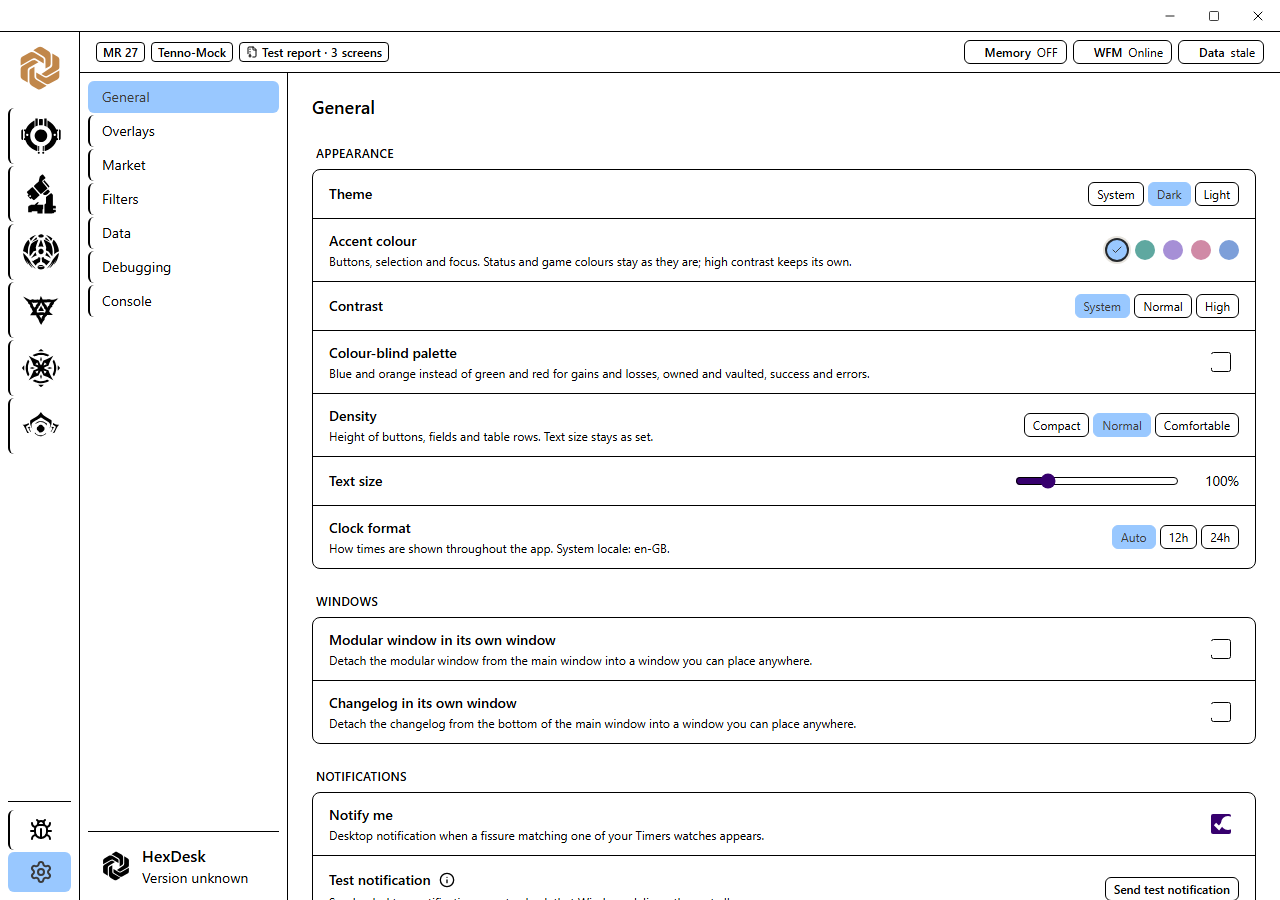 MR 27
Tenno-Mock
Test report · 3 screens
Memory OFF
WFM Online
Data stale
General
Overlays
Market
Filters
Data
Debugging
Console
HexDesk
Version unknown
General
APPEARANCE
Theme
System
Dark
Light
Accent colour
Buttons, selection and focus. Status and game colours stay as they are; high contrast keeps its own.
Contrast
System
Normal
High
Colour-blind palette
Blue and orange instead of green and red for gains and losses, owned and vaulted, success and errors.
Density
Height of buttons, fields and table rows. Text size stays as set.
Compact
Normal
Comfortable
Text size
100%
Clock format
How times are shown throughout the app. System locale: en-GB.
Auto
12h
24h
WINDOWS
Modular window in its own window
Detach the modular window from the main window into a window you can place anywhere.
Changelog in its own window
Detach the changelog from the bottom of the main window into a window you can place anywhere.
NOTIFICATIONS
Notify me
Desktop notification when a fissure matching one of your Timers watches appears.
Test notification
Send test notification